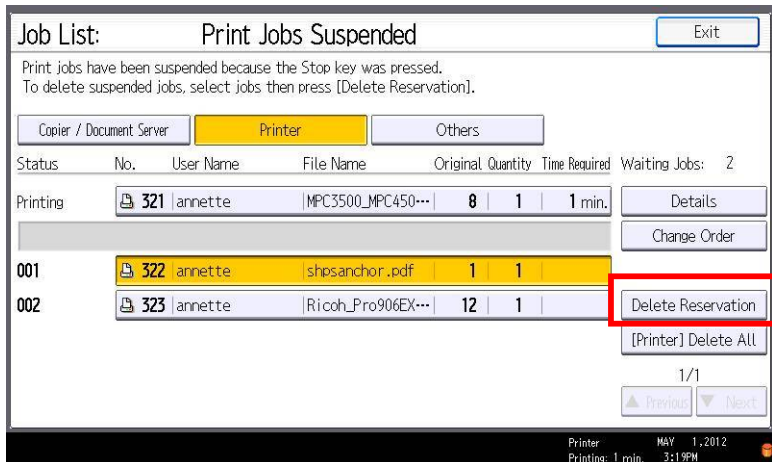 Job List: Print Jobs Suspended Exit
Print jobs have been suspended because the Stop key was pressed.
To delete suspended jobs, select jobs then press [Delete Reservation].
Copier / Document Server Printer Others
Status No. User Name File Name Original Quantity Time Required Waiting Jobs: 2
Printing 321 annette MPC3500_MPC450··· 8 1 1 min. Details
Change Order
001 322 annette shpsanchor.pdf 1 1
002 323 annette Ricoh_Pro906EX··· 12 1 Delete Reservation
[Printer] Delete All
1/1
▲ Previous ▼ Next
Printer MAY 1,2012
Printing: 1 min. 3:19PM